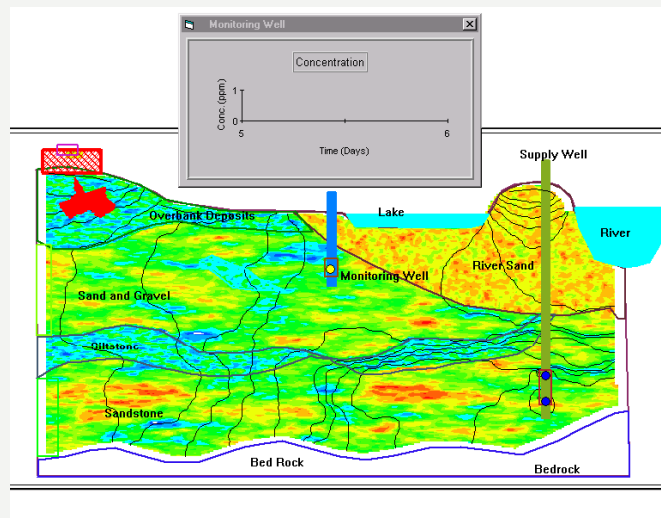 Monitoring Well
Concentration
Conc. (ppm)
1
0
5
6
Time (Days)
Supply Well
Overbank Deposits
Lake
River
Monitoring Well
River Sand
Sand and Gravel
Siltstone
Sandstone
Bed Rock
Bedrock